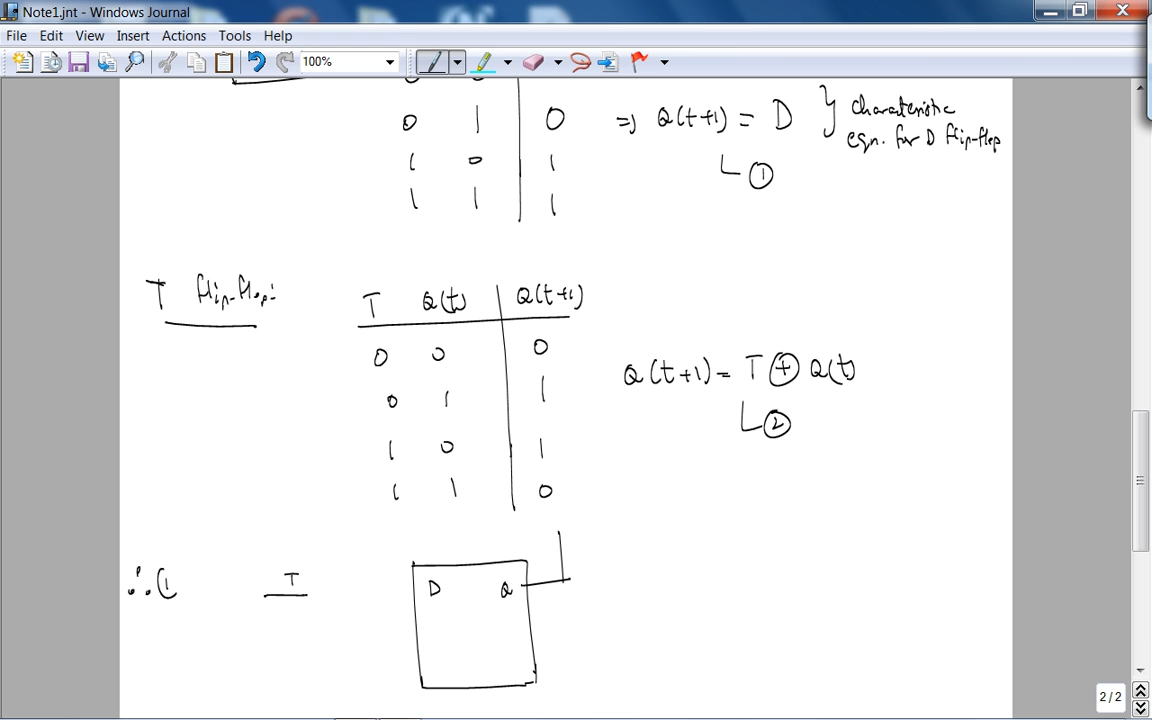 Note1.jnt - Windows Journal
File Edit View Insert Actions Tools Help
100%
0 1 0 ⇒ Q(t+1) = D } charateristic
eqn. for D flip-flop
1 0 1
① 
1 1 1
T flip-flop:
T Q(t) Q(t+1)
0 0 0
Q(t+1) = T ⊕ Q(t)
0 1 1
②
1 0 1
1 1 0
∴ (1 T D Q
2 / 2